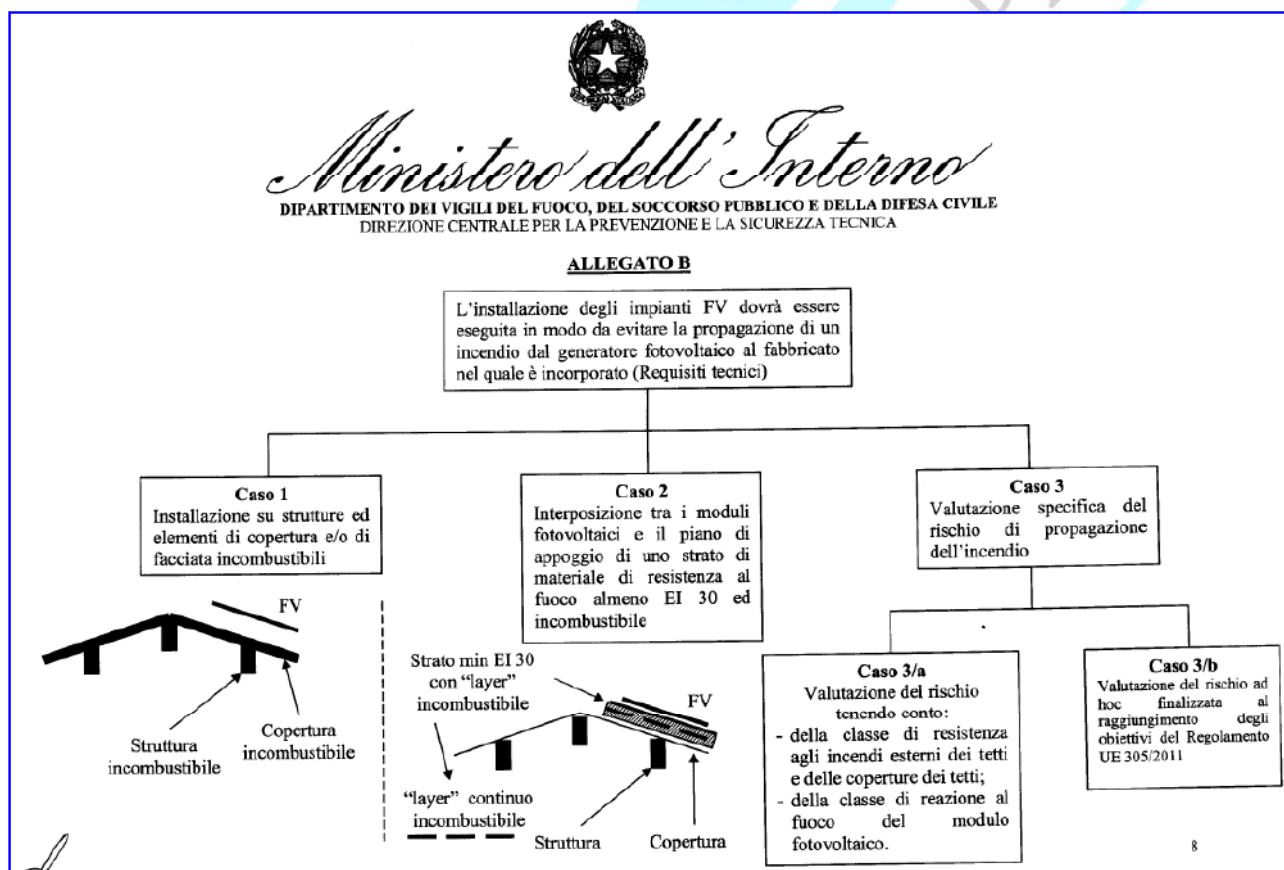 Ministero dell' Interno
DIPARTIMENTO DEI VIGILI DEL FUOCO, DEL SOCCORSO PUBBLICO E DELLA DIFESA CIVILE
DIREZIONE CENTRALE PER LA PREVENZIONE E LA SICUREZZA TECNICA
ALLEGATO B
L'installazione degli impianti FV dovrà essere
eseguita in modo da evitare la propagazione di un
incendio dal generatore fotovoltaico al fabbricato
nel quale è incorporato (Requisiti tecnici)
Caso 1
Installazione su strutture ed
elementi di copertura e/o di
facciata incombustibili
FV
Struttura
incombustibile
Copertura
incombustibile
Caso 2
Interposizione tra i moduli
fotovoltaici e il piano di
appoggio di uno strato di
materiale di resistenza al
fuoco almeno EI 30 ed
incombustibile
Strato min EI 30
con “layer”
incombustibile
FV
“layer” continuo
incombustibile
Struttura
Copertura
Caso 3
Valutazione specifica del
rischio di propagazione
dell'incendio
Caso 3/a
Valutazione del rischio
tenendo conto:
- della classe di resistenza
agli incendi esterni dei tetti
e delle coperture dei tetti;
- della classe di reazione al
fuoco del modulo
fotovoltaico.
Caso 3/b
Valutazione del rischio ad
hoc finalizzata al
raggiungimento degli
obiettivi del Regolamento
UE 305/2011
8